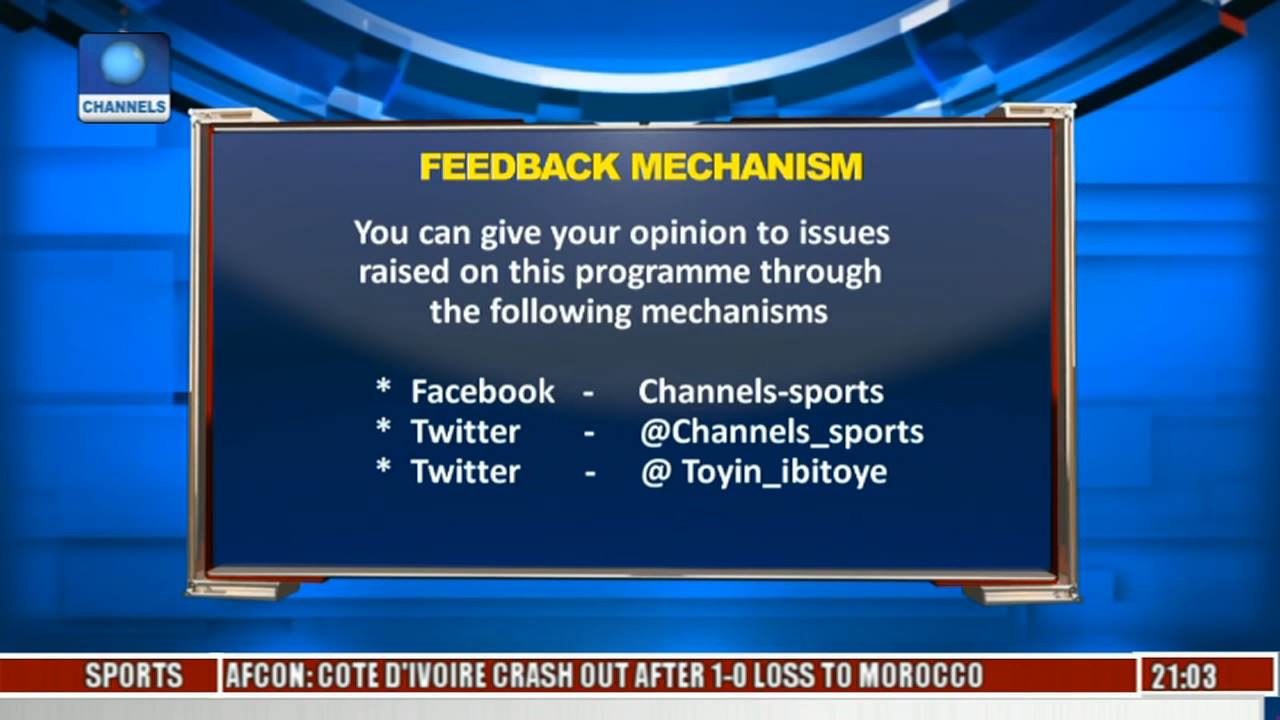 CHANNELS
FEEDBACK MECHANISM
You can give your opinion to issues
raised on this programme through
the following mechanisms
* Facebook - Channels-sports
* Twitter - @Channels_sports
* Twitter - @ Toyin_ibitoye
SPORTS AFCON: COTE D'IVOIRE CRASH OUT AFTER 1-0 LOSS TO MOROCCO 21:03